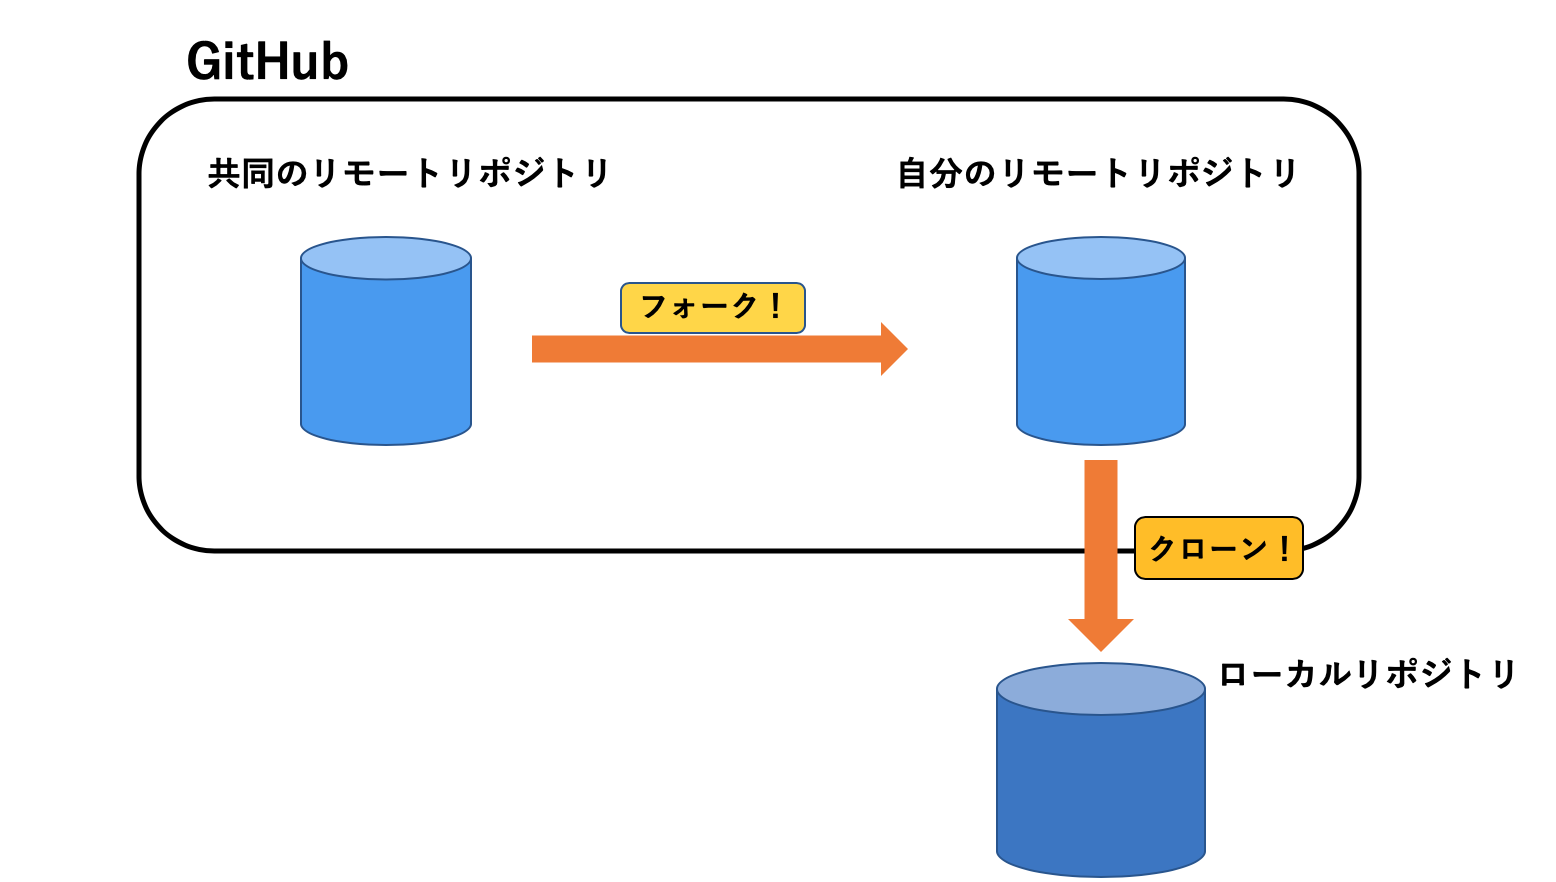 GitHub
共同のリモートリポジトリ
自分のリモートリポジトリ
フォーク！
クローン！
ローカルリポジトリ